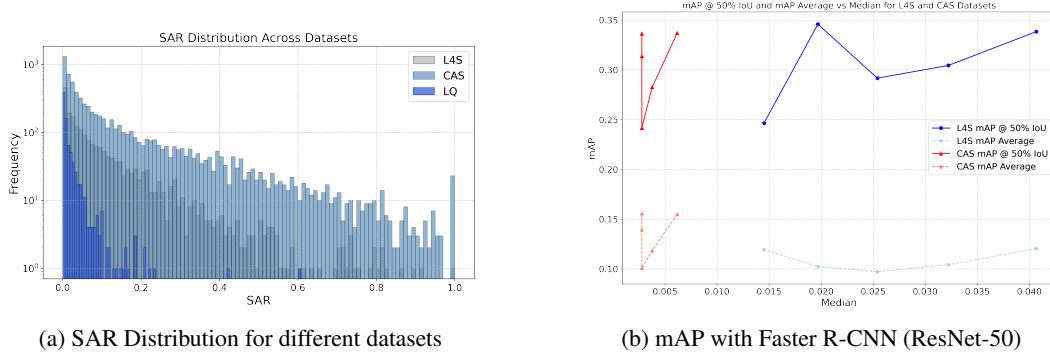 SAR Distribution Across Datasets
L4S
CAS
LQ
Frequency
10³
10²
10¹
10⁰
0.0 0.2 0.4 0.6 0.8 1.0
SAR
(a) SAR Distribution for different datasets
mAP @ 50% IoU and mAP Average vs Median for L4S and CAS Datasets
mAP
0.35
0.30
0.25
0.20
0.15
0.10
L4S mAP @ 50% IoU
L4S mAP Average
CAS mAP @ 50% IoU
CAS mAP Average
0.005 0.010 0.015 0.020 0.025 0.030 0.035 0.040
Median
(b) mAP with Faster R-CNN (ResNet-50)